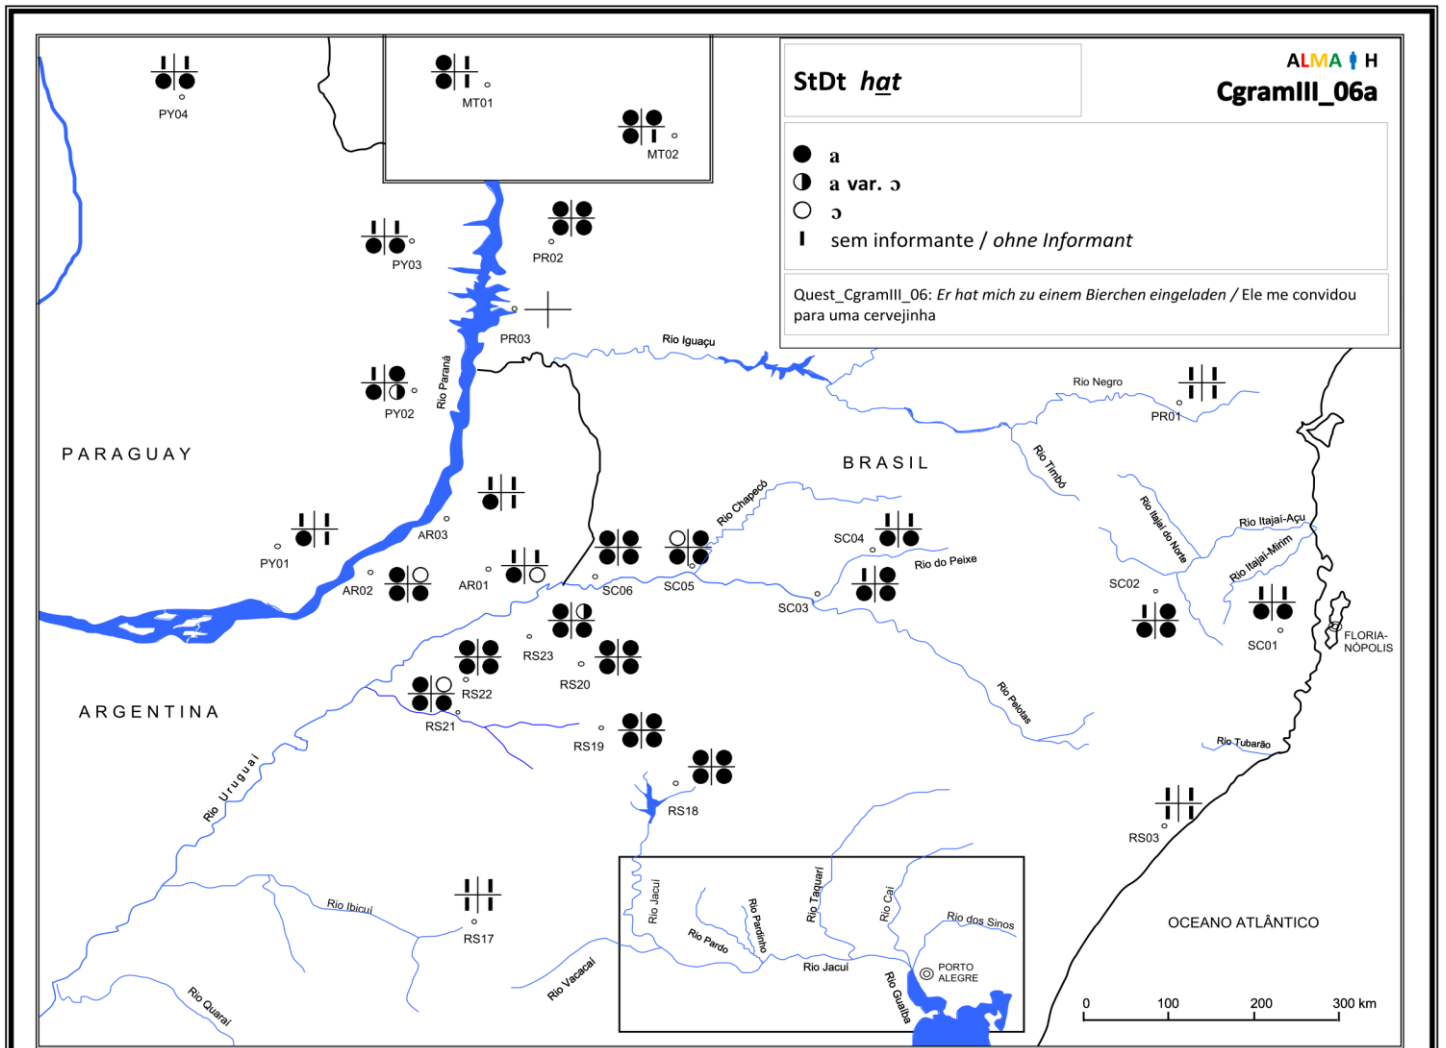 StDt hat
ALMA H
CgramIII_06a
a
a var. ɔ
ɔ
sem informante / ohne Informant
Quest_CgramIII_06: Er hat mich zu einem Bierchen eingeladen / Ele me convidou
para uma cervejinha
PY04
MT01
MT02
PY03
PR02
PR03
Rio Iguaçu
Rio Paraná
PY02
Rio Negro
PR01
PARAGUAY
BRASIL
Rio Timbó
Rio Chapecó
Rio Itajaí do Norte
Rio Itajaí-Açu
Rio Itajaí-Mirim
AR03
SC04
Rio do Peixe
PY01
AR02
AR01
SC06
SC05
SC03
SC02
SC01
FLORIA-
NÓPOLIS
RS23
RS20
RS22
RS21
ARGENTINA
Rio Pelotas
RS19
Rio Tubarão
Rio Uruguai
RS18
RS03
Rio Ibicuí
RS17
Rio Jacuí
Rio Pardo
Rio Pardinho
Rio Taquari
Rio Caí
Rio dos Sinos
OCEANO ATLÂNTICO
Rio Vacacaí
Rio Jacuí
PORTO
ALEGRE
Rio Guaíba
Rio Quaraí
0 100 200 300 km